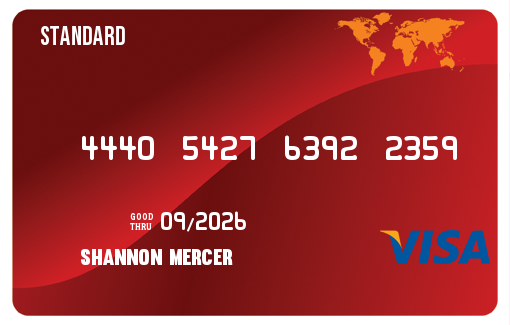 STANDARD
4440 5427 6392 2359
GOOD
THRU 09/2026
SHANNON MERCER
VISA